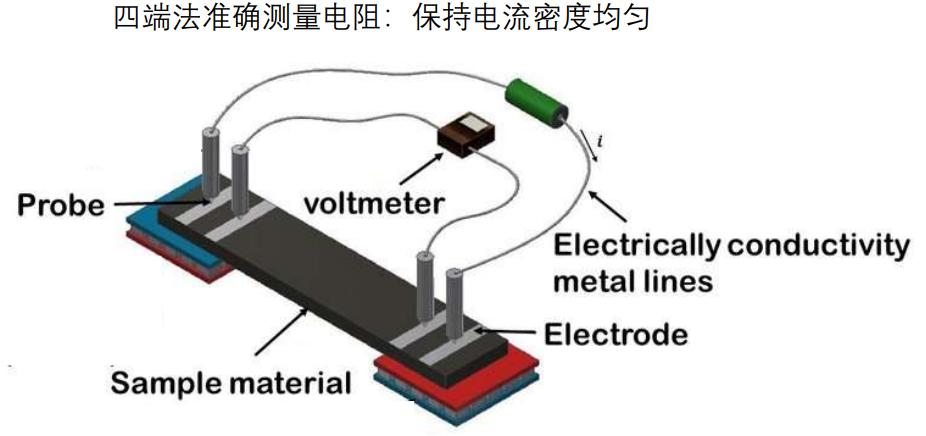 四端法准确测量电阻：保持电流密度均匀
i
Probe
voltmeter
Electrically conductivity
metal lines
Electrode
Sample material